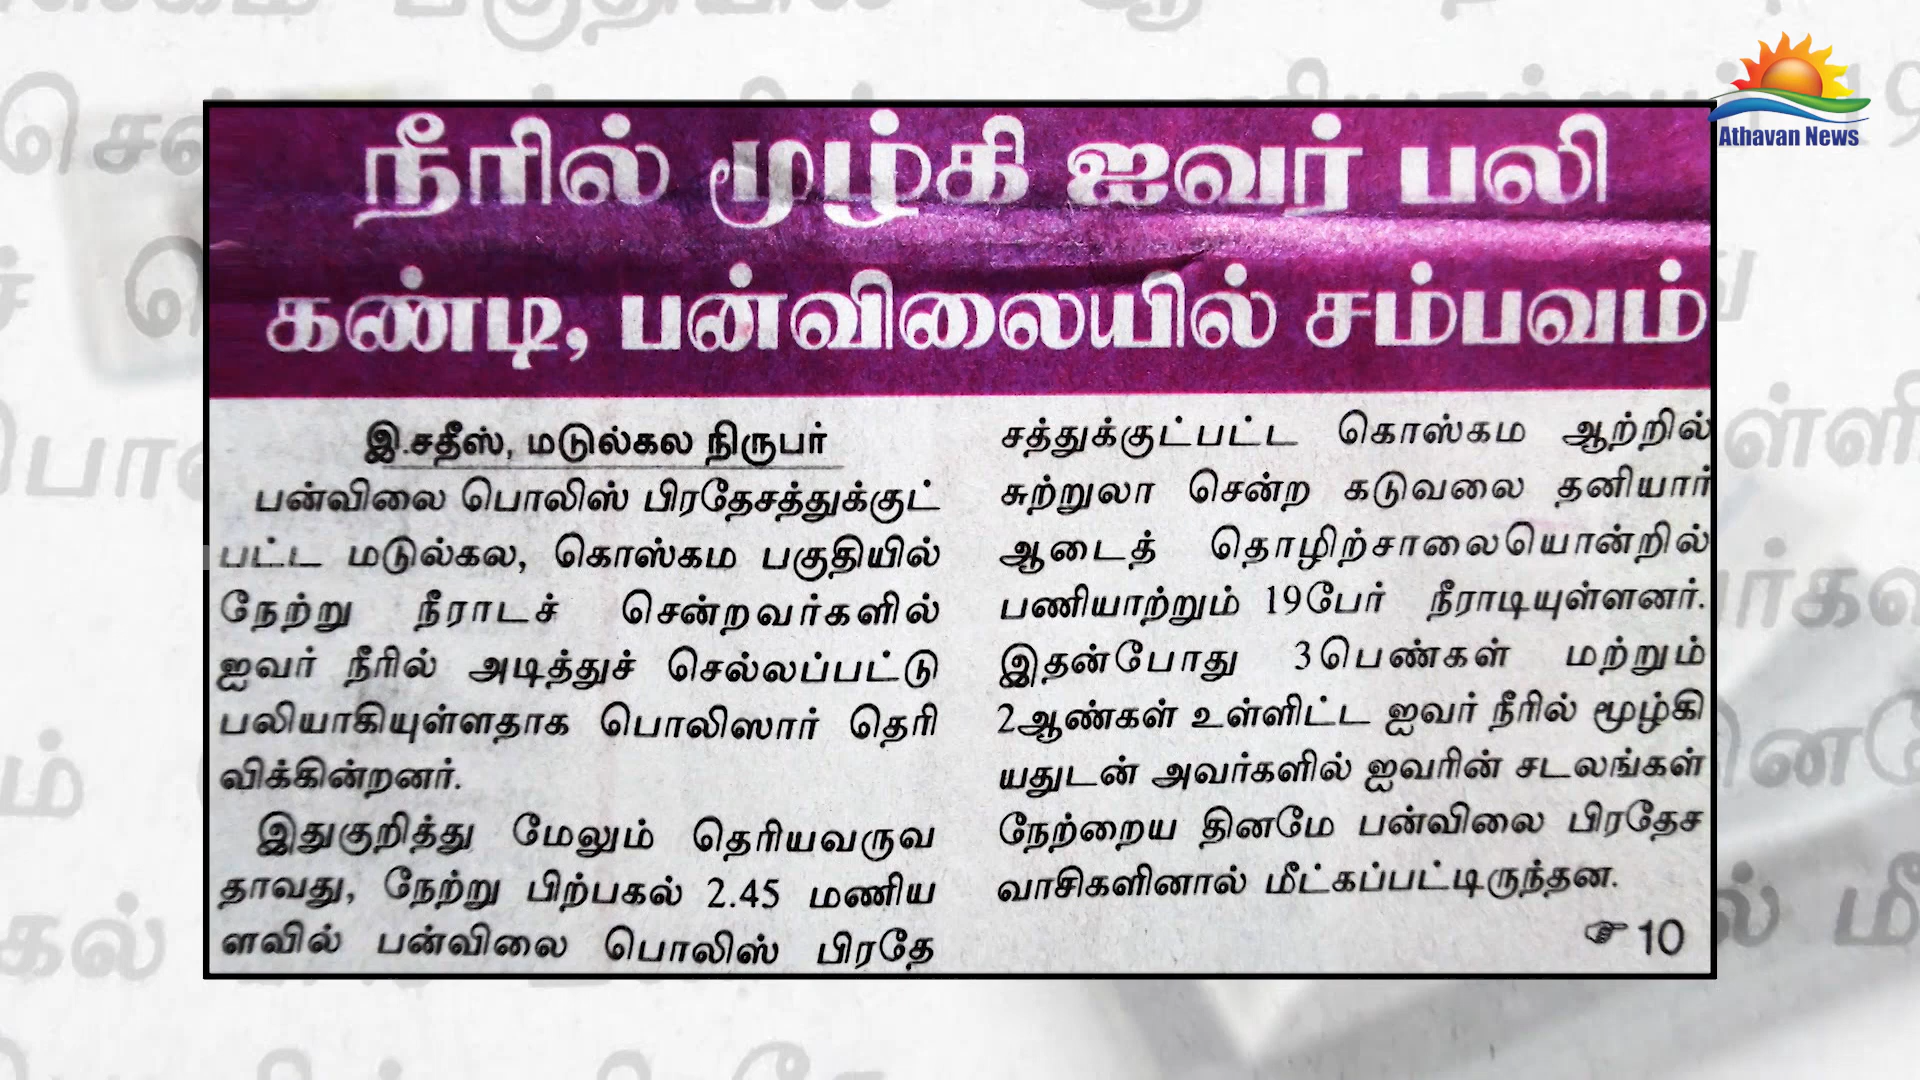 Athavan News
நீரில் மூழ்கி ஐவர் பலி
கண்டி, பன்விலையில் சம்பவம்
இ.சதீஸ், மடுல்கல நிருபர்
பன்விலை பொலிஸ் பிரதேசத்துக்குட்
பட்ட மடுல்கல, கொஸ்கம பகுதியில்
நேற்று நீராடச் சென்றவர்களில்
ஐவர் நீரில் அடித்துச் செல்லப்பட்டு
பலியாகியுள்ளதாக பொலிஸார் தெரி
விக்கின்றனர்.
இதுகுறித்து மேலும் தெரியவருவ
தாவது, நேற்று பிற்பகல் 2.45 மணிய
ளவில் பன்விலை பொலிஸ் பிரதே
சத்துக்குட்பட்ட கொஸ்கம ஆற்றில்
சுற்றுலா சென்ற கடுவலை தனியார்
ஆடைத் தொழிற்சாலையொன்றில்
பணியாற்றும் 19பேர் நீராடியுள்ளனர்.
இதன்போது 3பெண்கள் மற்றும்
2ஆண்கள் உள்ளிட்ட ஐவர் நீரில் மூழ்கி
யதுடன் அவர்களில் ஐவரின் சடலங்கள்
நேற்றைய தினமே பன்விலை பிரதேச
வாசிகளினால் மீட்கப்பட்டிருந்தன.
☞ 10